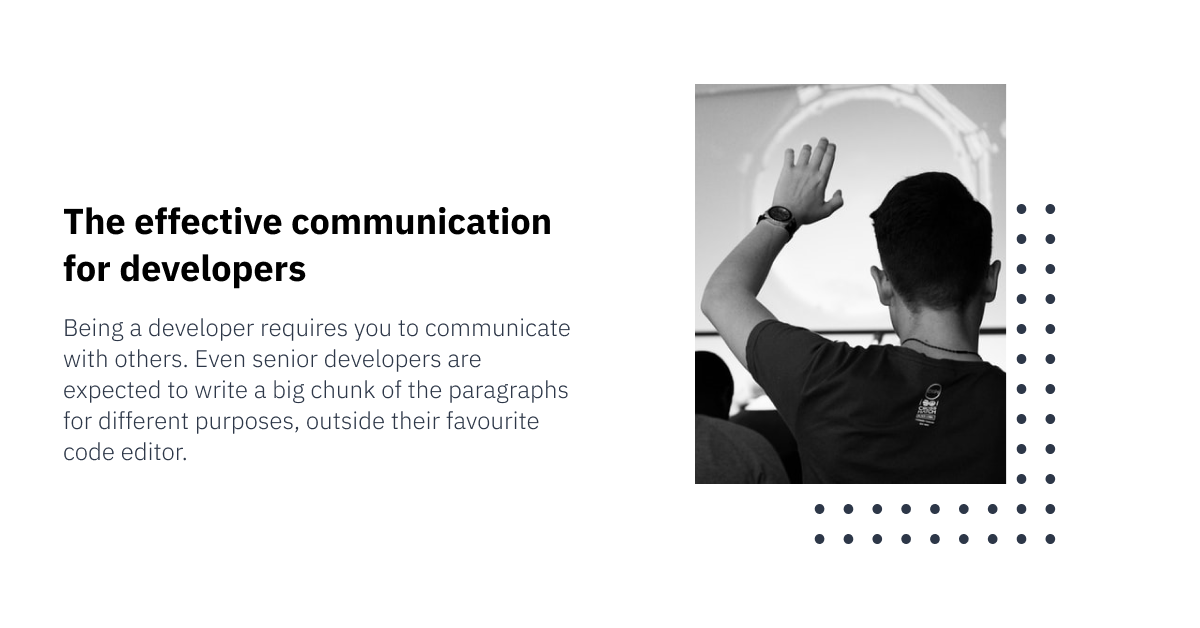 The effective communication
for developers
Being a developer requires you to communicate
with others. Even senior developers are
expected to write a big chunk of the paragraphs
for different purposes, outside their favourite
code editor.